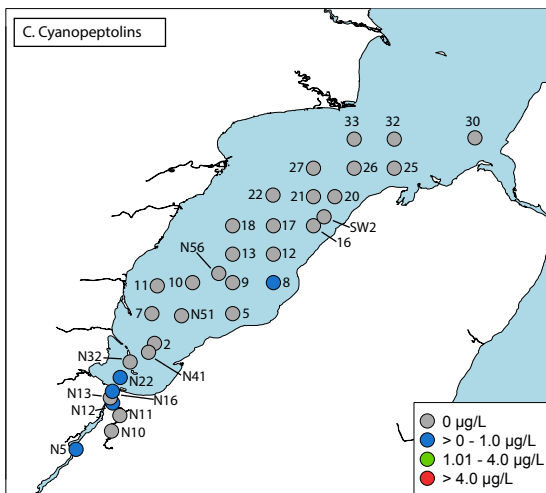 C. Cyanopeptolins
33 32 30
27 26 25
22 21 20
SW2
18 17 16
N56 13 12
11 10 9 8
7 N51 5
2
N32 N41
N22
N13 N16
N12 N11
N10
N5
0 µg/L
> 0 - 1.0 µg/L
1.01 - 4.0 µg/L
> 4.0 µg/L